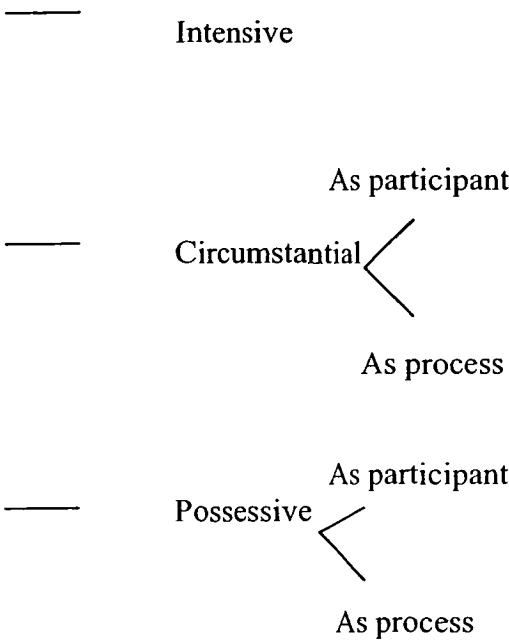 Intensive
As participant
Circumstantial
As process
As participant
Possessive
As process